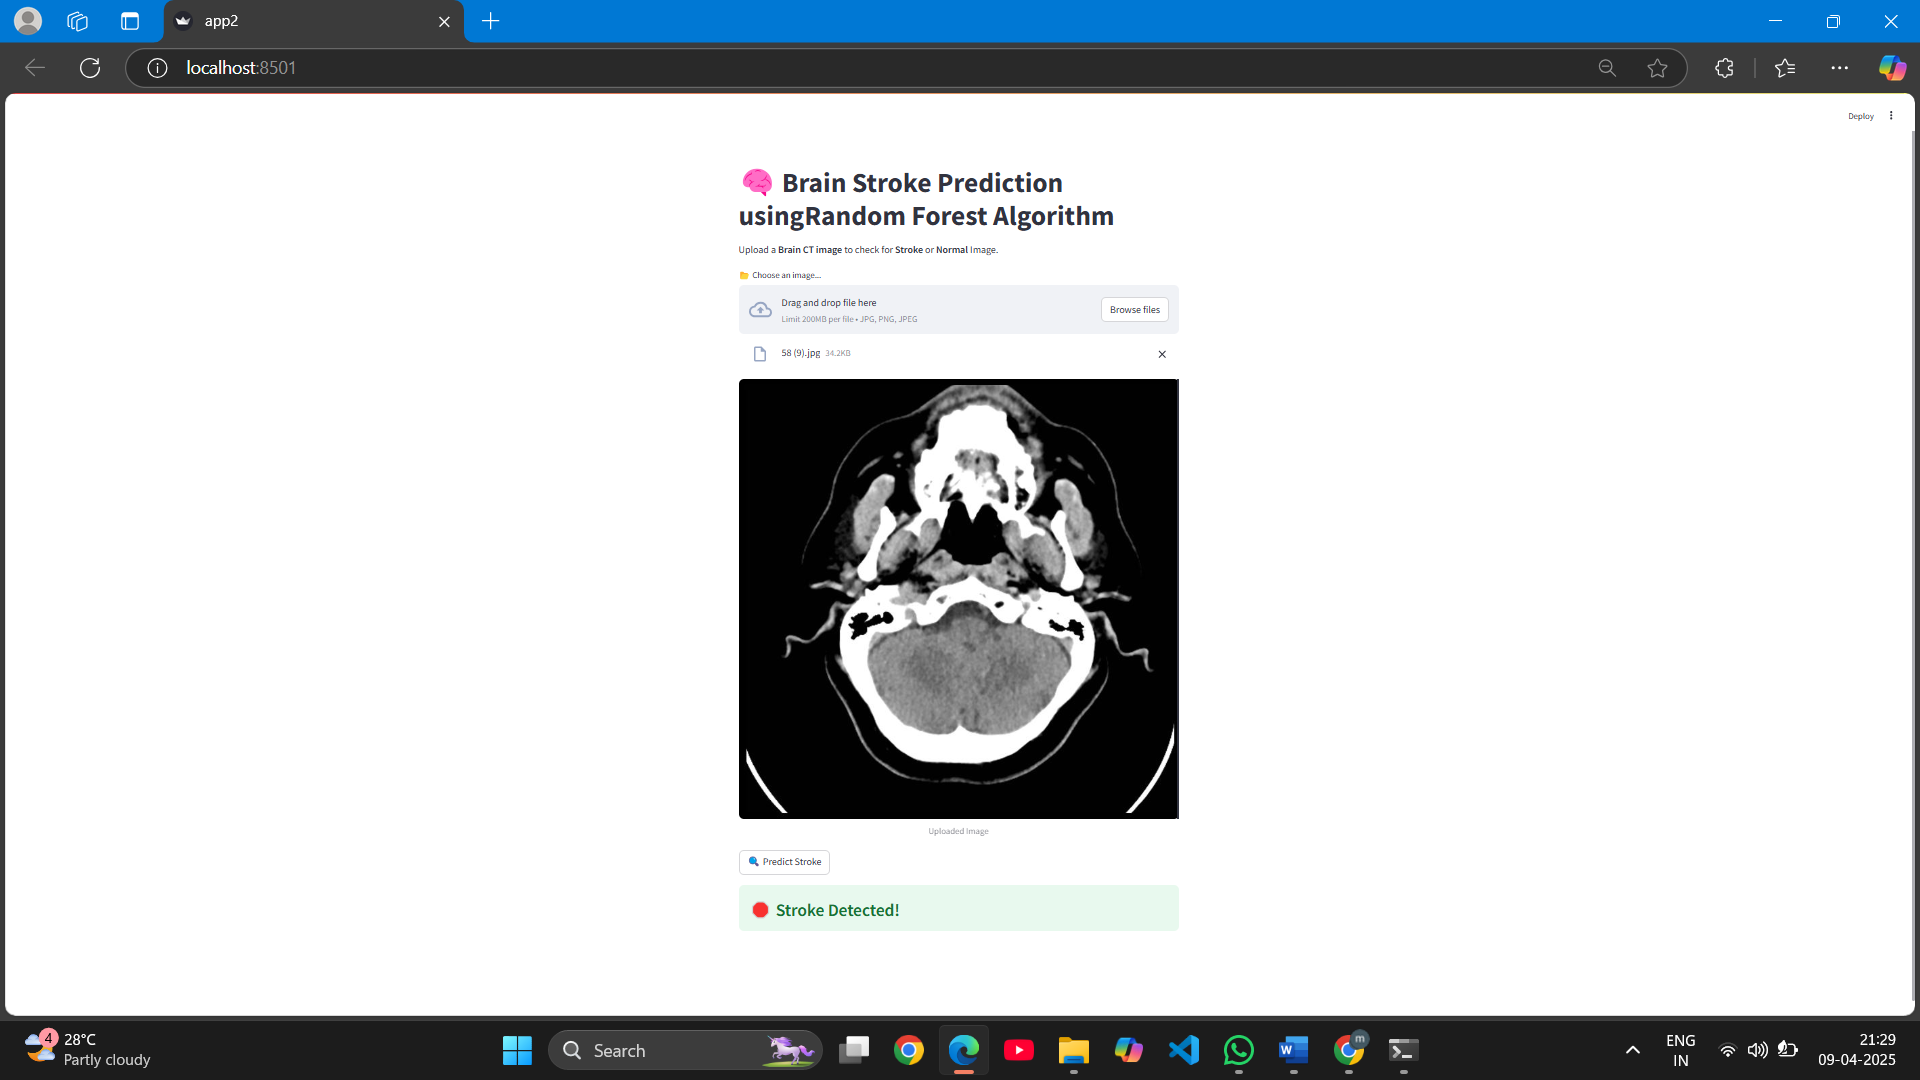 app2
localhost:8501
Deploy
Brain Stroke Prediction
usingRandom Forest Algorithm
Upload a Brain CT image to check for Stroke or Normal Image.
Choose an image...
Drag and drop file here
Limit 200MB per file • JPG, PNG, JPEG
Browse files
58 (9).jpg 34.2KB
Uploaded Image
Predict Stroke
Stroke Detected!
4
28°C
Partly cloudy
Search
W
m
ENG
IN
21:29
09-04-2025